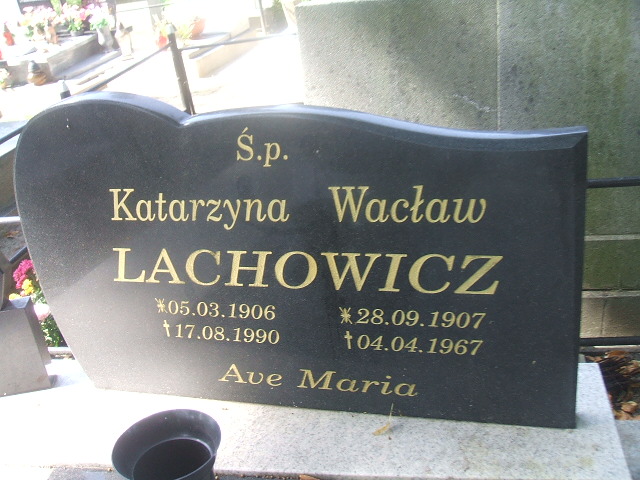 Ś.p.
Katarzyna Wacław
LACHOWICZ
05.03.1906 28.09.1907
17.08.1990 04.04.1967
Ave Maria